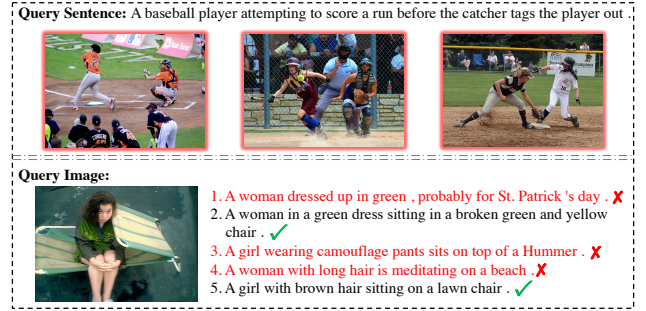 Query Sentence: A baseball player attempting to score a run before the catcher tags the player out .
Query Image:
1. A woman dressed up in green , probably for St. Patrick 's day . ✗
2. A woman in a green dress sitting in a broken green and yellow
chair . ✓
3. A girl wearing camouflage pants sits on top of a Hummer . ✗
4. A woman with long hair is meditating on a beach . ✗
5. A girl with brown hair sitting on a lawn chair . ✓